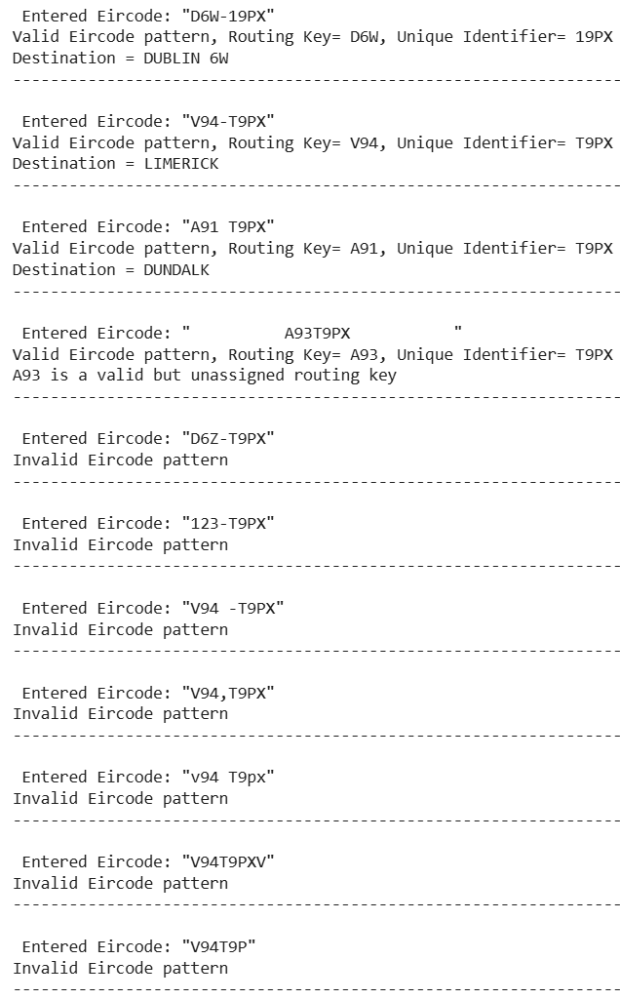 Entered Eircode: "D6W-19PX"
Valid Eircode pattern, Routing Key= D6W, Unique Identifier= 19PX
Destination = DUBLIN 6W
-----------------------------------------------------------------
Entered Eircode: "V94-T9PX"
Valid Eircode pattern, Routing Key= V94, Unique Identifier= T9PX
Destination = LIMERICK
-----------------------------------------------------------------
Entered Eircode: "A91 T9PX"
Valid Eircode pattern, Routing Key= A91, Unique Identifier= T9PX
Destination = DUNDALK
-----------------------------------------------------------------
Entered Eircode: "          A93T9PX           "
Valid Eircode pattern, Routing Key= A93, Unique Identifier= T9PX
A93 is a valid but unassigned routing key
-----------------------------------------------------------------
Entered Eircode: "D6Z-T9PX"
Invalid Eircode pattern
-----------------------------------------------------------------
Entered Eircode: "123-T9PX"
Invalid Eircode pattern
-----------------------------------------------------------------
Entered Eircode: "V94 -T9PX"
Invalid Eircode pattern
-----------------------------------------------------------------
Entered Eircode: "V94,T9PX"
Invalid Eircode pattern
-----------------------------------------------------------------
Entered Eircode: "v94 T9px"
Invalid Eircode pattern
-----------------------------------------------------------------
Entered Eircode: "V94T9PXV"
Invalid Eircode pattern
-----------------------------------------------------------------
Entered Eircode: "V94T9P"
Invalid Eircode pattern
-----------------------------------------------------------------